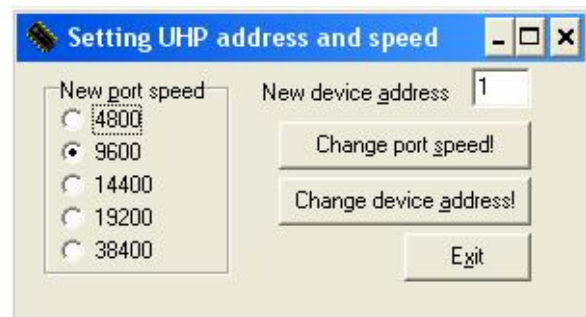 Setting UHP address and speed
New port speed
4800
9600
14400
19200
38400
New device address 1
Change port speed!
Change device address!
Exit